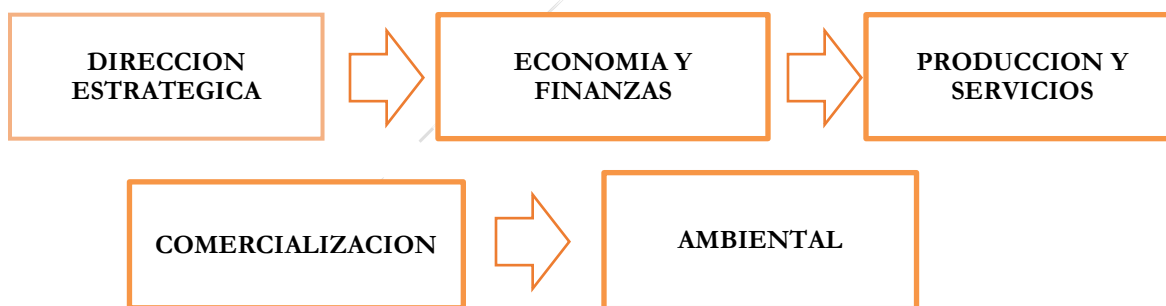 DIRECCION
ESTRATEGICA
ECONOMIA Y
FINANZAS
PRODUCCION Y
SERVICIOS
COMERCIALIZACION
AMBIENTAL